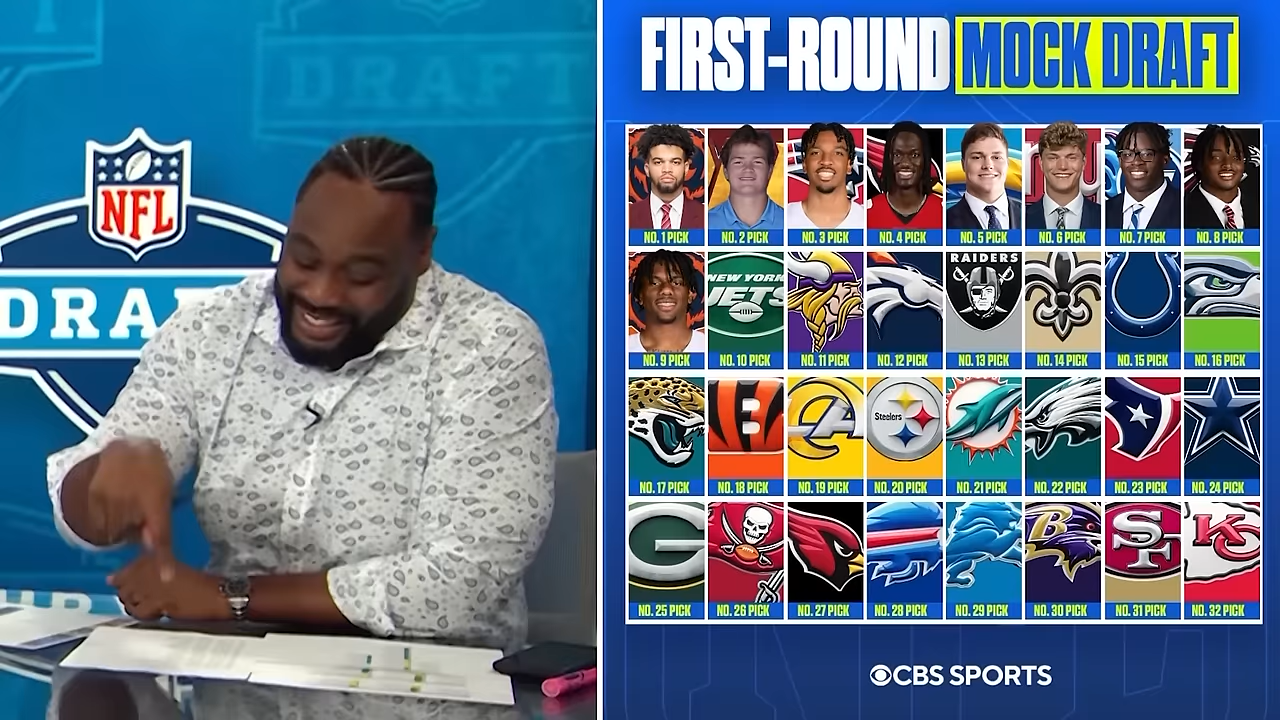 DRAFT
NFL
DRA
FIRST-ROUND MOCK DRAFT
NO. 1 PICK
NO. 2 PICK
NO. 3 PICK
NO. 4 PICK
NO. 5 PICK
NO. 6 PICK
NO. 7 PICK
NO. 8 PICK
NEW YORK
JETS
RAIDERS
NO. 9 PICK
NO. 10 PICK
NO. 11 PICK
NO. 12 PICK
NO. 13 PICK
NO. 14 PICK
NO. 15 PICK
NO. 16 PICK
B
Steelers
NO. 17 PICK
NO. 18 PICK
NO. 19 PICK
NO. 20 PICK
NO. 21 PICK
NO. 22 PICK
NO. 23 PICK
NO. 24 PICK
G
B
SF
KC
NO. 25 PICK
NO. 26 PICK
NO. 27 PICK
NO. 28 PICK
NO. 29 PICK
NO. 30 PICK
NO. 31 PICK
NO. 32 PICK
CBS SPORTS